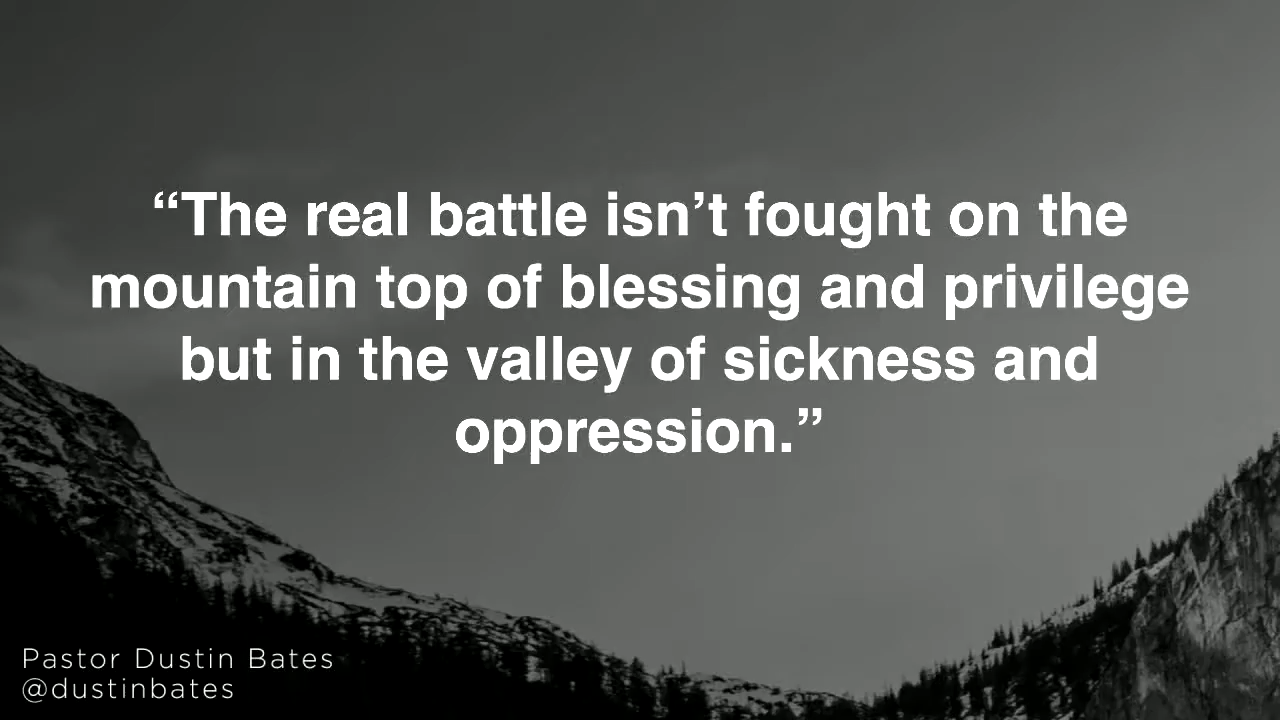 “The real battle isn’t fought on the
mountain top of blessing and privilege
but in the valley of sickness and
oppression.”
Pastor Dustin Bates
@dustinbates